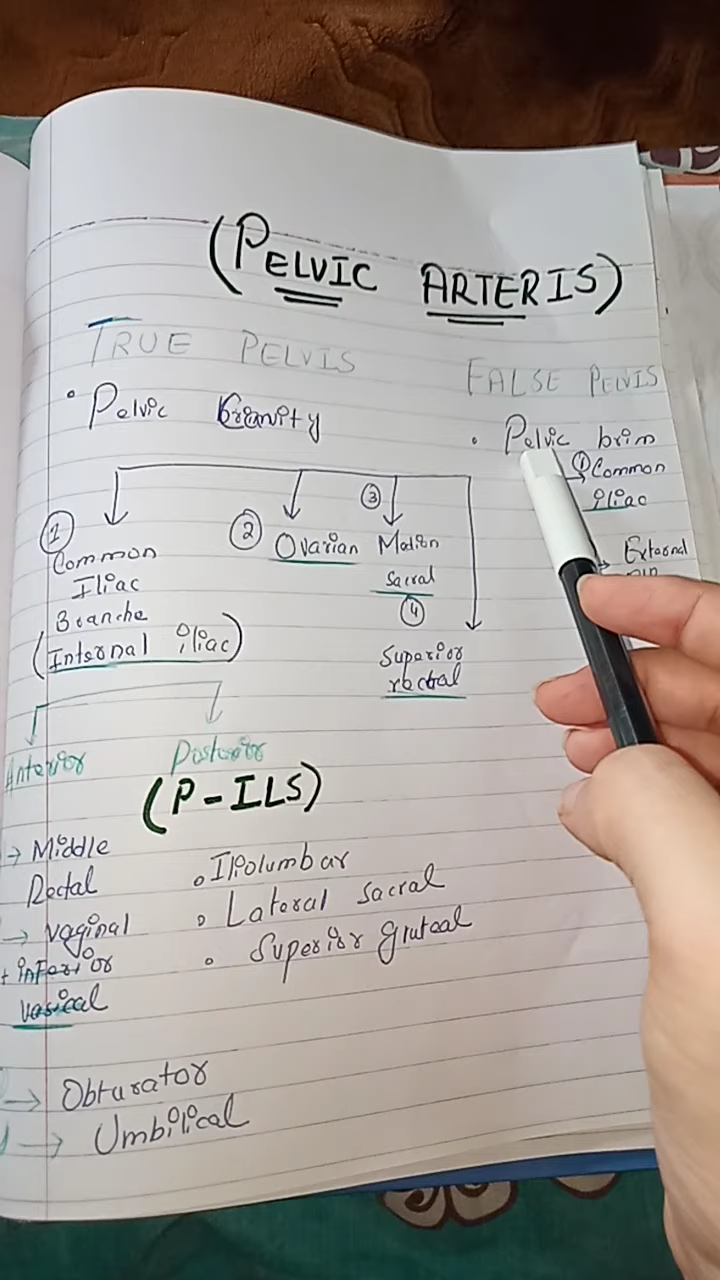 (PELVIC ARTERIS)
TRUE PELVIS
FALSE PELVIS
• Pelvic
• Pelvic brim
① Common
iliac
→ External
①
Common
Iliac
Branche
(Internal iliac)
② Ovarian
③
Median
sacral
④
Superior
rectal
Anterior
Posterior
(P-ILS)
→ Middle
Rectal
→ vaginal
+ inferior
vesical
• Iliolumbar
• Lateral sacral
• Superior gluteal
→ Obturator
→ Umbilical